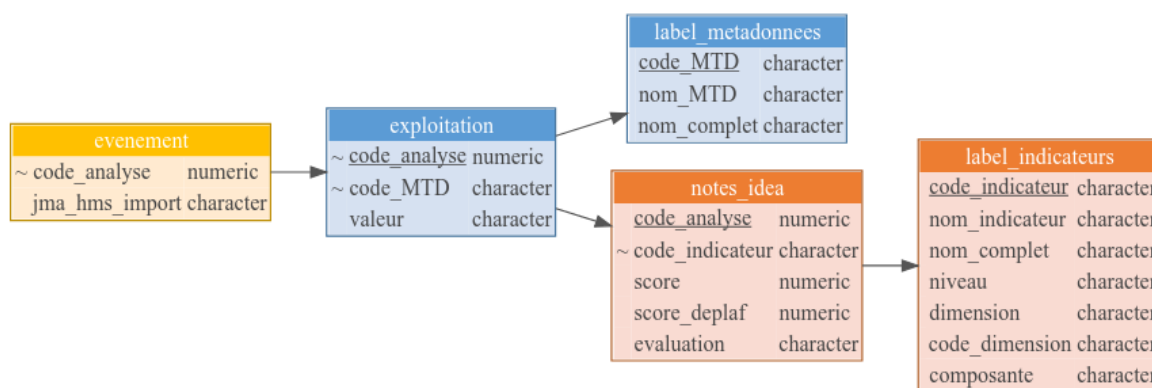 evenement
~ code_analyse numeric
jma_hms_import character
exploitation
~ code_analyse numeric
~ code_MTD character
valeur character
label_metadonnees
code_MTD character
nom_MTD character
nom_complet character
notes_idea
code_analyse numeric
~ code_indicateur character
score numeric
score_deplaf numeric
evaluation character
label_indicateurs
code_indicateur character
nom_indicateur character
nom_complet character
niveau character
dimension character
code_dimension character
composante character